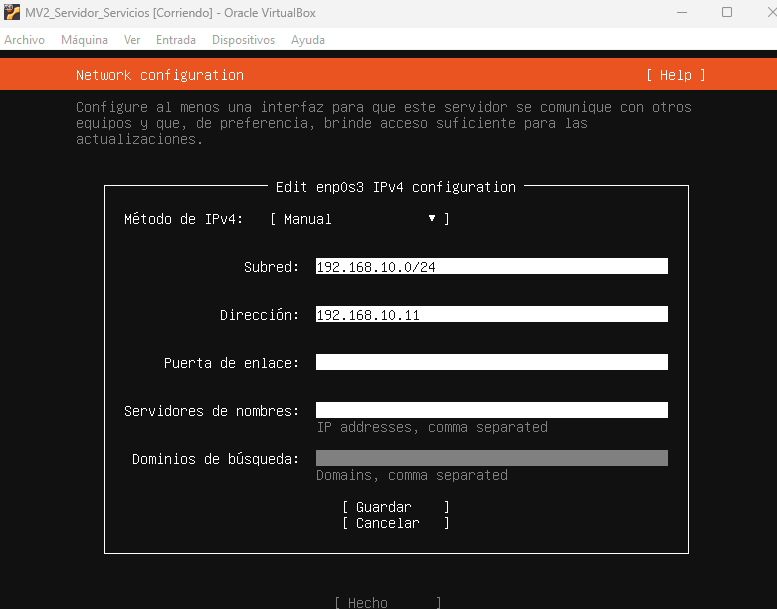 MV2_Servidor_Servicios [Corriendo] - Oracle VirtualBox
Archivo Máquina Ver Entrada Dispositivos Ayuda
Network configuration [ Help ]
Configure al menos una interfaz para que este servidor se comunique con otros
equipos y que, de preferencia, brinde acceso suficiente para las
actualizaciones.
Edit enp0s3 IPv4 configuration
Método de IPv4: [ Manual ▾ ]
Subred: 192.168.10.0/24
Dirección: 192.168.10.11
Puerta de enlace:
Servidores de nombres:
IP addresses, comma separated
Dominios de búsqueda:
Domains, comma separated
[ Guardar ]
[ Cancelar ]
[ Hecho ]